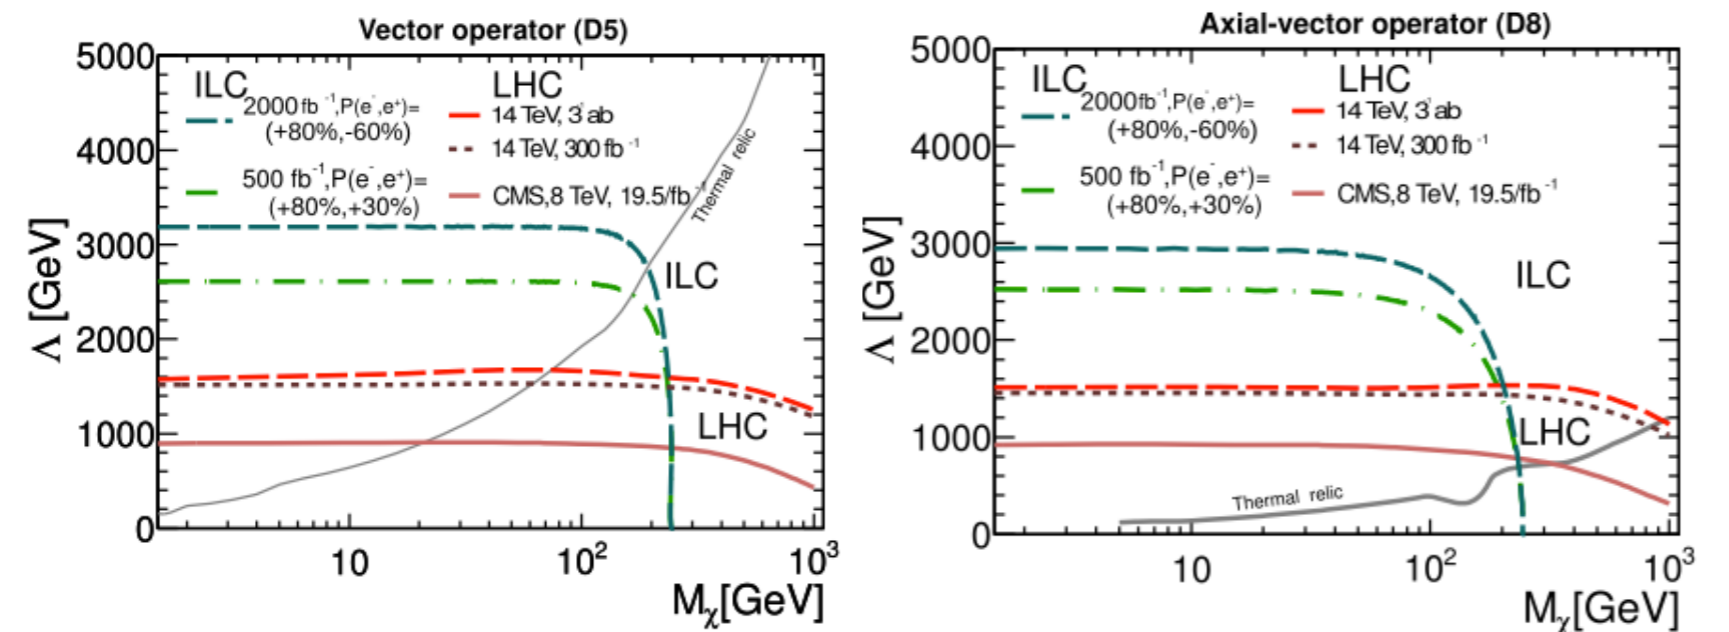 Vector operator (D5)
5000
4000
3000
2000
1000
0
Λ [GeV]
ILC
2000 fb⁻¹,P(e⁻,e⁺)=
(+80%,-60%)
500 fb⁻¹,P(e⁻,e⁺)=
(+80%,+30%)
LHC
14 TeV, 3 ab
14 TeV, 300 fb⁻¹
CMS,8 TeV, 19.5/fb⁻¹
Thermal relic
ILC
LHC
10
10²
10³
Mχ[GeV]
Axial-vector operator (D8)
5000
4000
3000
2000
1000
0
Λ [GeV]
ILC
2000fb⁻¹,P(e⁻,e⁺)=
(+80%,-60%)
500 fb⁻¹,P(e⁻,e⁺)=
(+80%,+30%)
LHC
14 TeV, 3 ab
14 TeV, 300 fb⁻¹
CMS,8 TeV, 19.5/fb⁻¹
ILC
LHC
Thermal relic
10
10²
10³
Mχ[GeV]